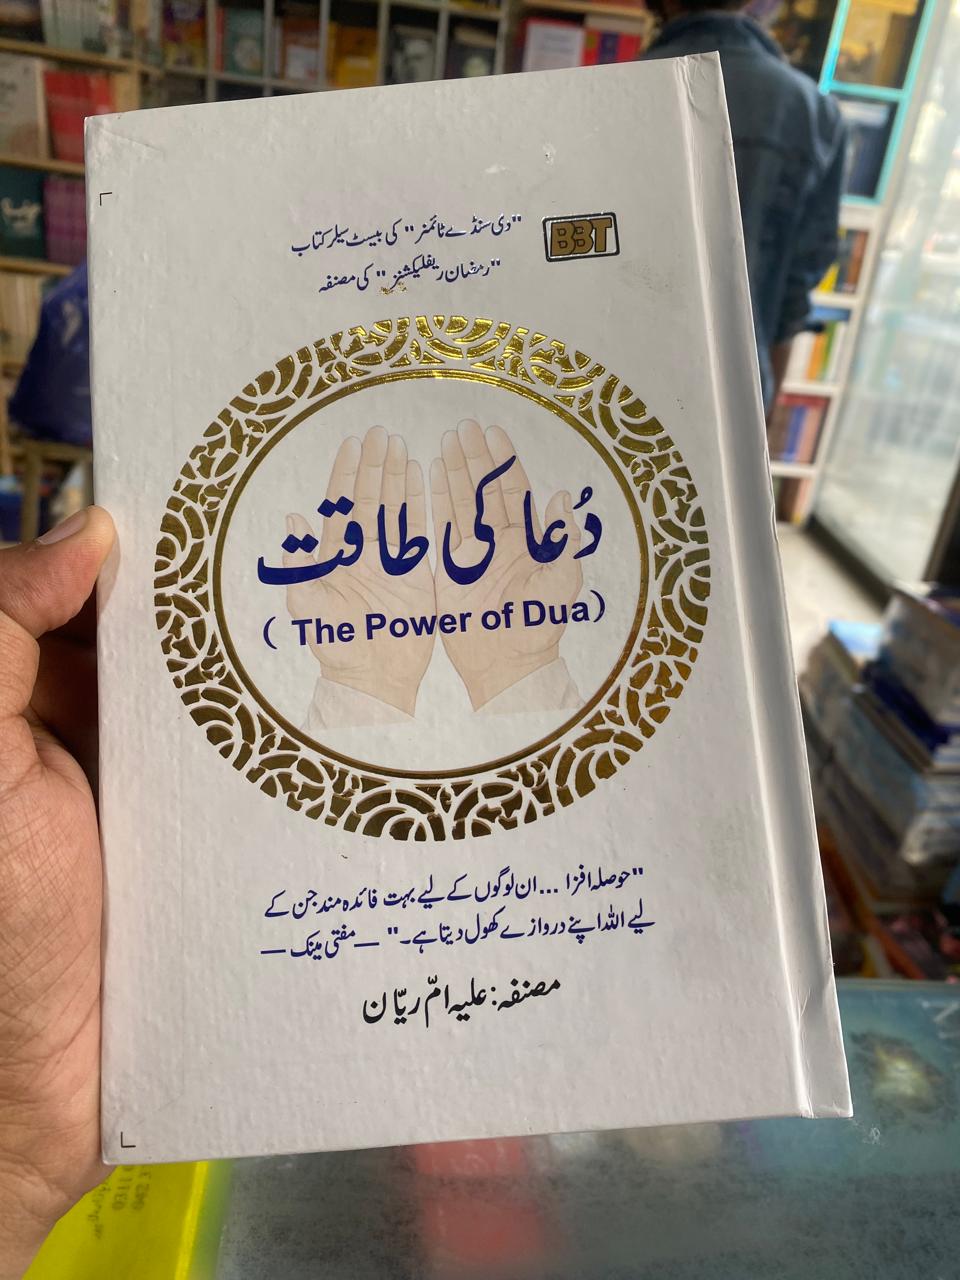 "دی سنڈے ٹائمنر" کی بیسٹ سیلر کتاب
"رمضان ریفلیکشنز" کی مصنفہ
BBT
دُعا کی طاقت
( The Power of Dua)
"حوصلہ افزا ...ان لوگوں کے لیے بہت فائدہ مند جن کے
لیے اللہ اپنے دروازے کھول دیتا ہے۔" —مفتی مینک —
مصنفہ: علیہ امّ ریّان